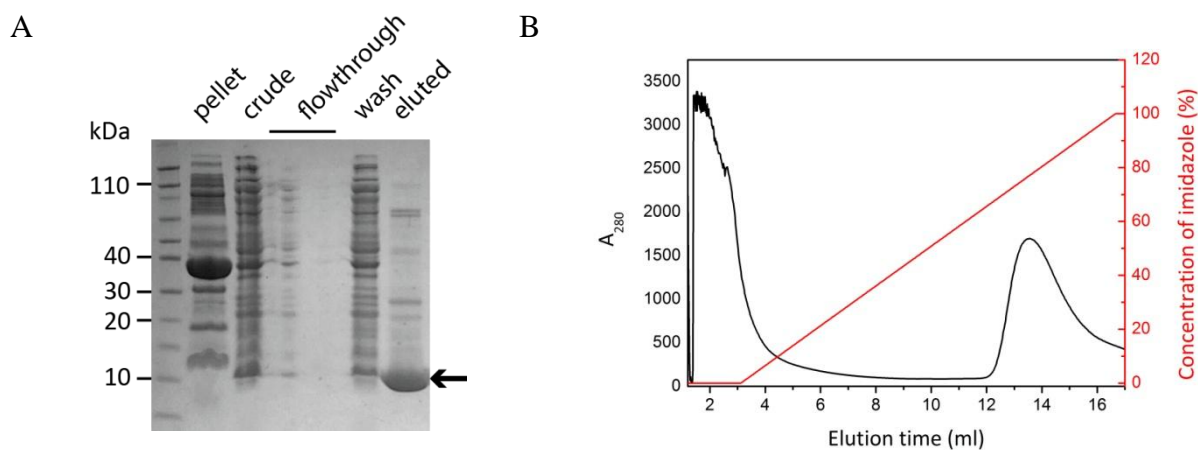 A
pellet
crude
flowthrough
wash
eluted
kDa
110
40
30
20
10
B
3500
3000
2500
2000
1500
1000
500
0
A280
2 4 6 8 10 12 14 16
Elution time (ml)
120
100
80
60
40
20
0
Concentration of imidazole (%)